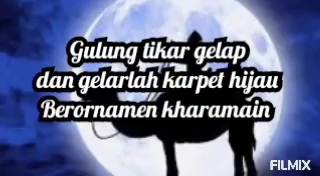 Gulung tikar gelap
dan gelarlah karpet hijau
Berornamen kharamain
FILMIX